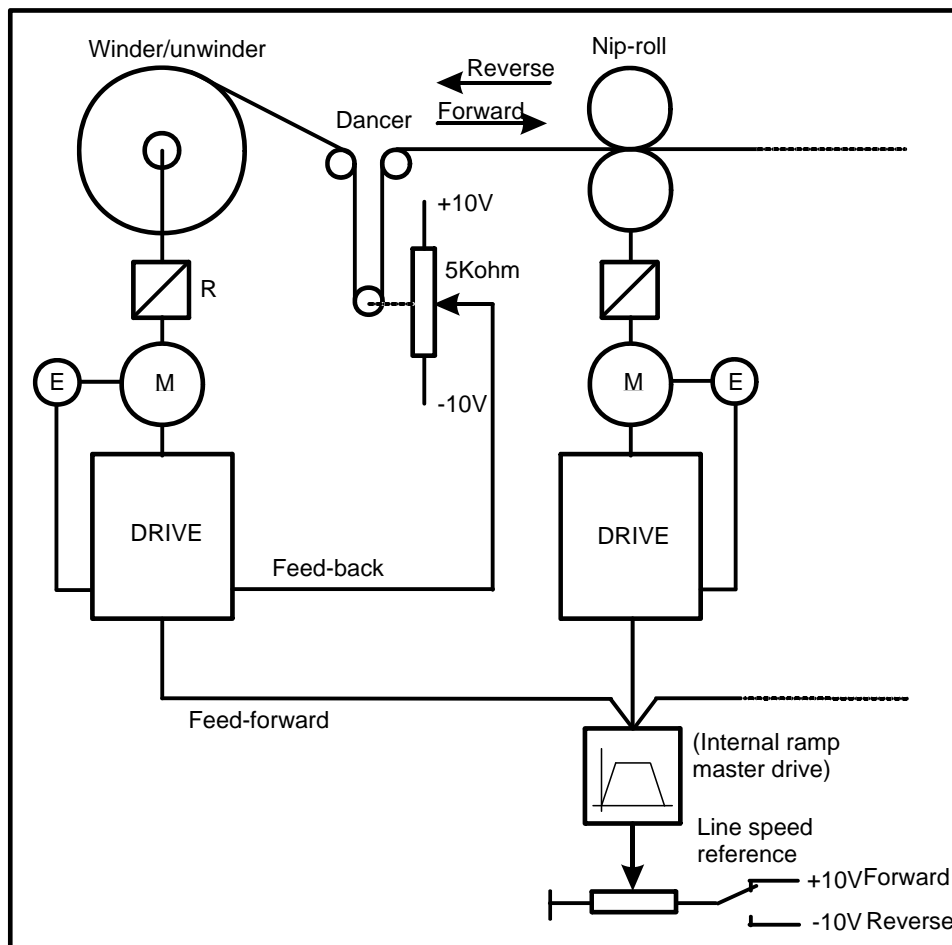 Winder/unwinder
Nip-roll
Reverse
Forward
Dancer
+10V
5Kohm
R
E
M
-10V
M
E
DRIVE
DRIVE
Feed-back
Feed-forward
(Internal ramp
master drive)
Line speed
reference
+10V Forward
-10V Reverse